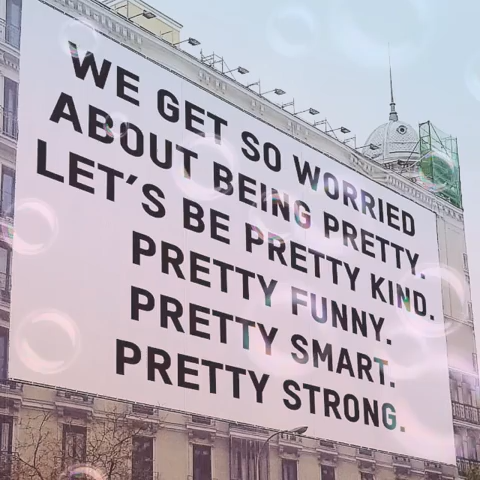 WE GET SO WORRIED
ABOUT BEING PRETTY.
LET'S BE PRETTY KIND.
PRETTY FUNNY.
PRETTY SMART.
PRETTY STRONG.